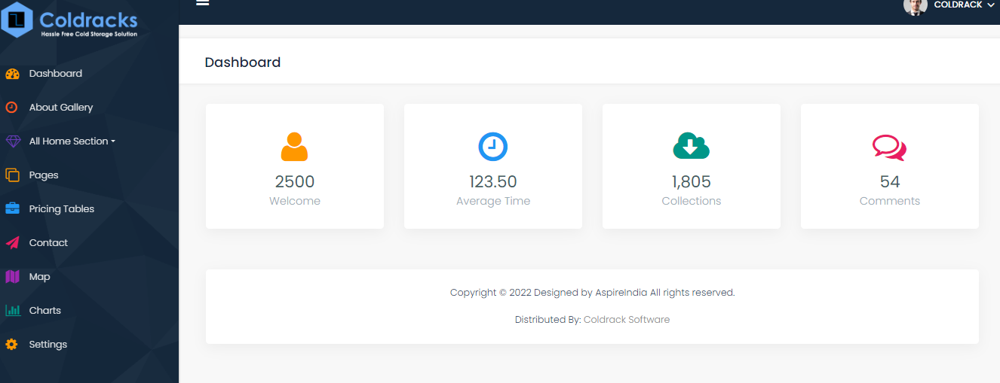 Coldracks
Hassle Free Cold Storage Solution
COLDRACK
Dashboard
About Gallery
All Home Section
Pages
Pricing Tables
Contact
Map
Charts
Settings
Dashboard
2500
Welcome
123.50
Average Time
1,805
Collections
54
Comments
Copyright © 2022 Designed by AspireIndia All rights reserved.
Distributed By: Coldrack Software